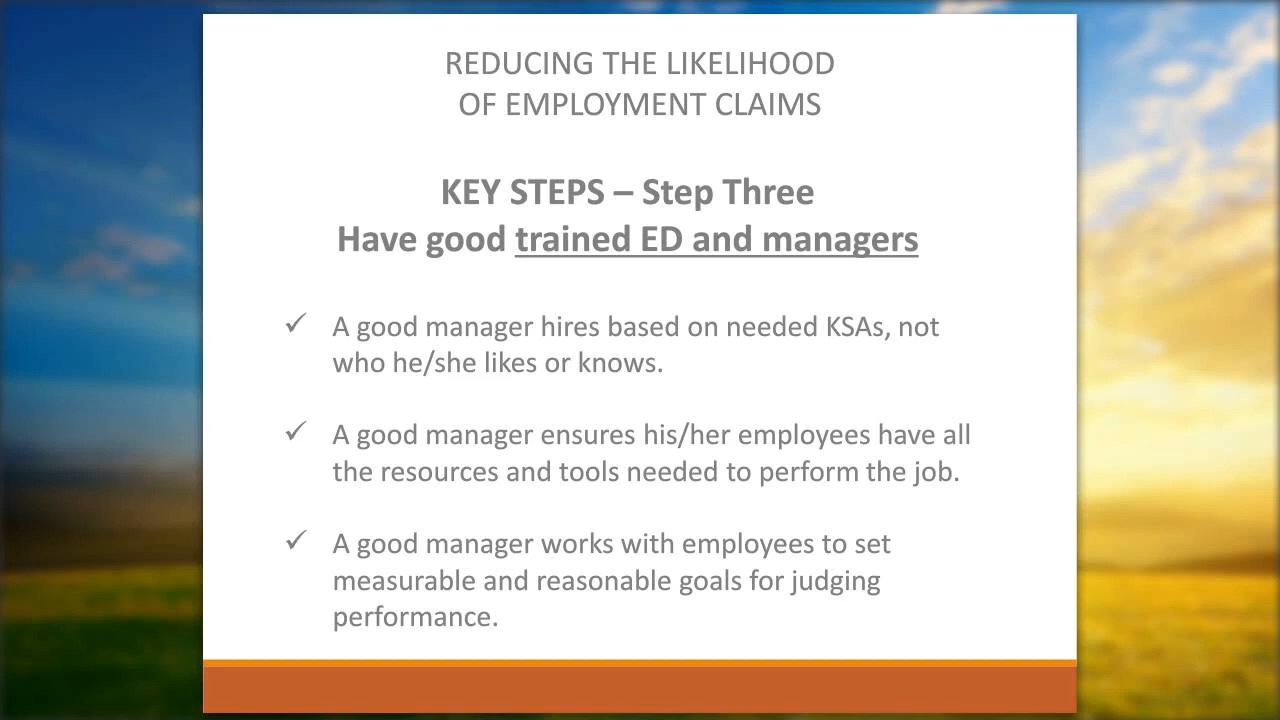 REDUCING THE LIKELIHOOD
OF EMPLOYMENT CLAIMS
KEY STEPS – Step Three
Have good trained ED and managers
✓ A good manager hires based on needed KSAs, not
who he/she likes or knows.
✓ A good manager ensures his/her employees have all
the resources and tools needed to perform the job.
✓ A good manager works with employees to set
measurable and reasonable goals for judging
performance.